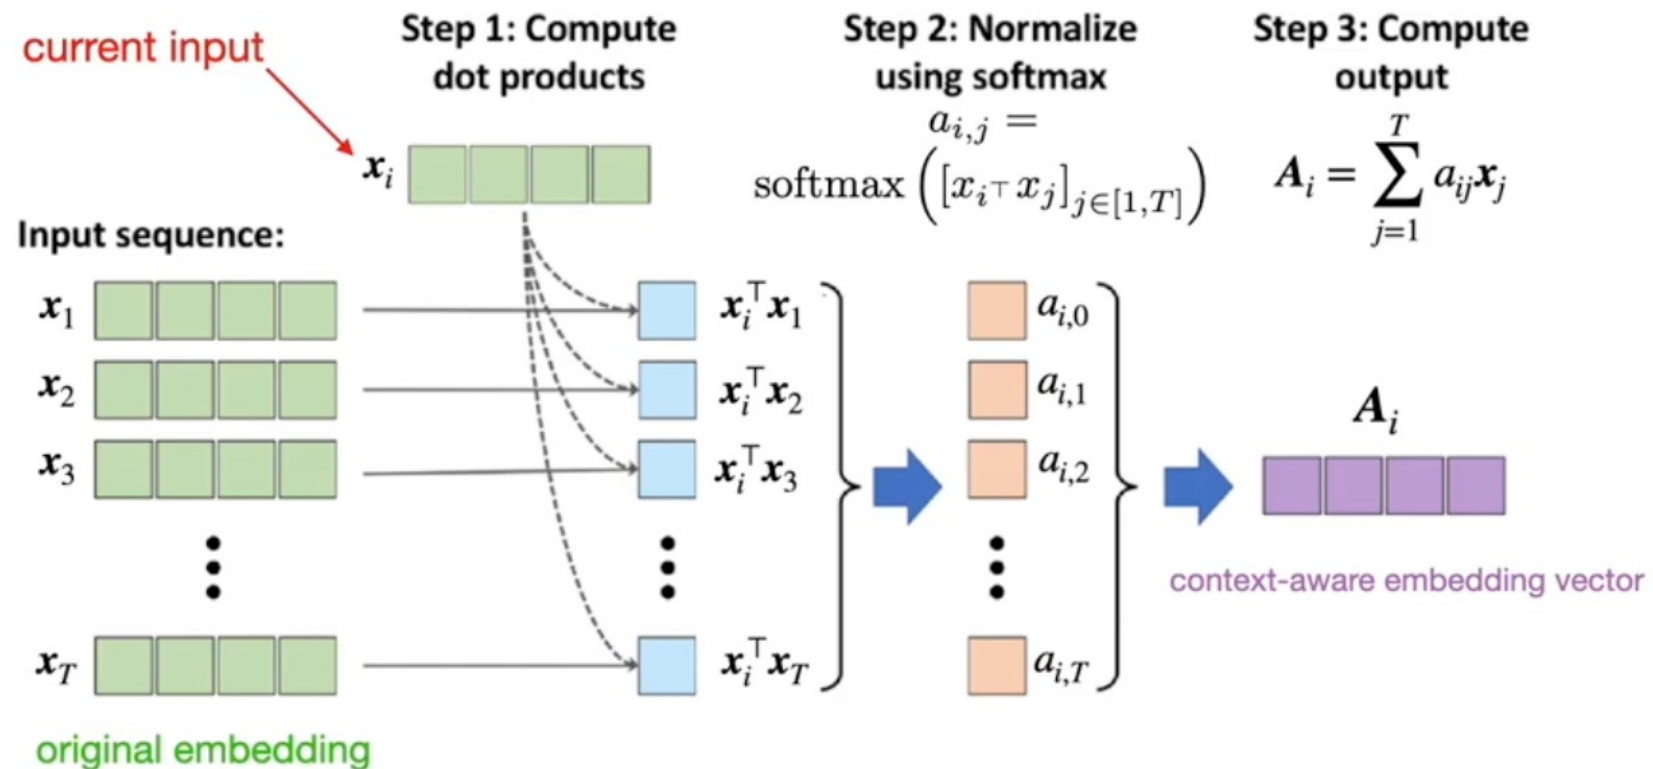 current input
Step 1: Compute
dot products
Step 2: Normalize
using softmax
a_{i,j} =
softmax([x_{i^⊤} x_j]_{j∈[1,T]})
Step 3: Compute
output
A_i = ∑_{j=1}^{T} a_{ij}x_j
x_i
Input sequence:
x_1
x_i^⊤ x_1
a_{i,0}
x_2
x_i^⊤ x_2
a_{i,1}
x_3
x_i^⊤ x_3
a_{i,2}
A_i
context-aware embedding vector
x_T
x_i^⊤ x_T
a_{i,T}
original embedding